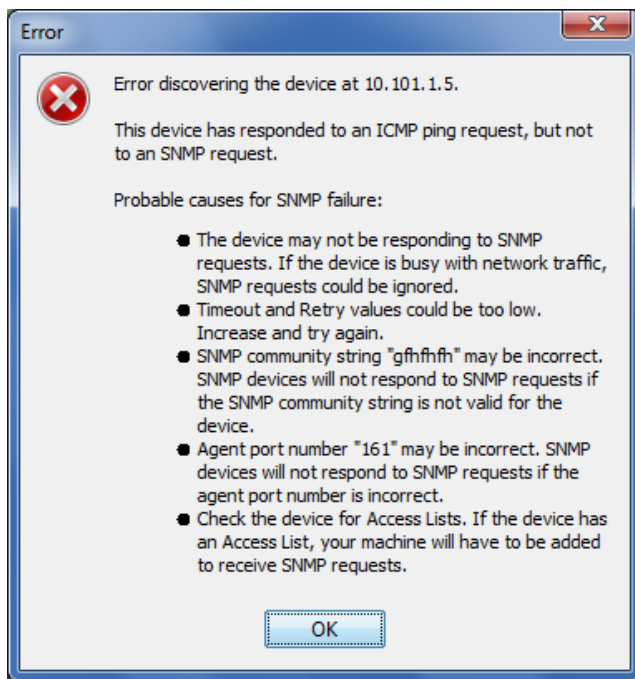 Error
Error discovering the device at 10.101.1.5.
This device has responded to an ICMP ping request, but not
to an SNMP request.
Probable causes for SNMP failure:
● The device may not be responding to SNMP
requests. If the device is busy with network traffic,
SNMP requests could be ignored.
● Timeout and Retry values could be too low.
Increase and try again.
● SNMP community string "gfhfhfh" may be incorrect.
SNMP devices will not respond to SNMP requests if
the SNMP community string is not valid for the
device.
● Agent port number "161" may be incorrect. SNMP
devices will not respond to SNMP requests if the
agent port number is incorrect.
● Check the device for Access Lists. If the device has
an Access List, your machine will have to be added
to receive SNMP requests.
OK